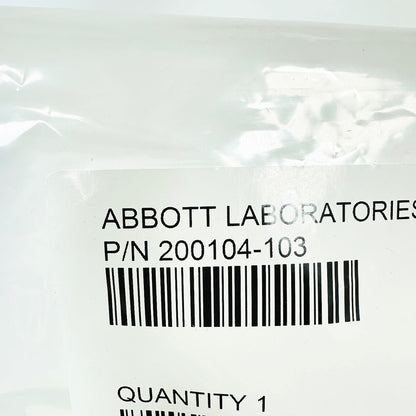 ABBOTT LABORATORIES
P/N 200104-103
QUANTITY 1